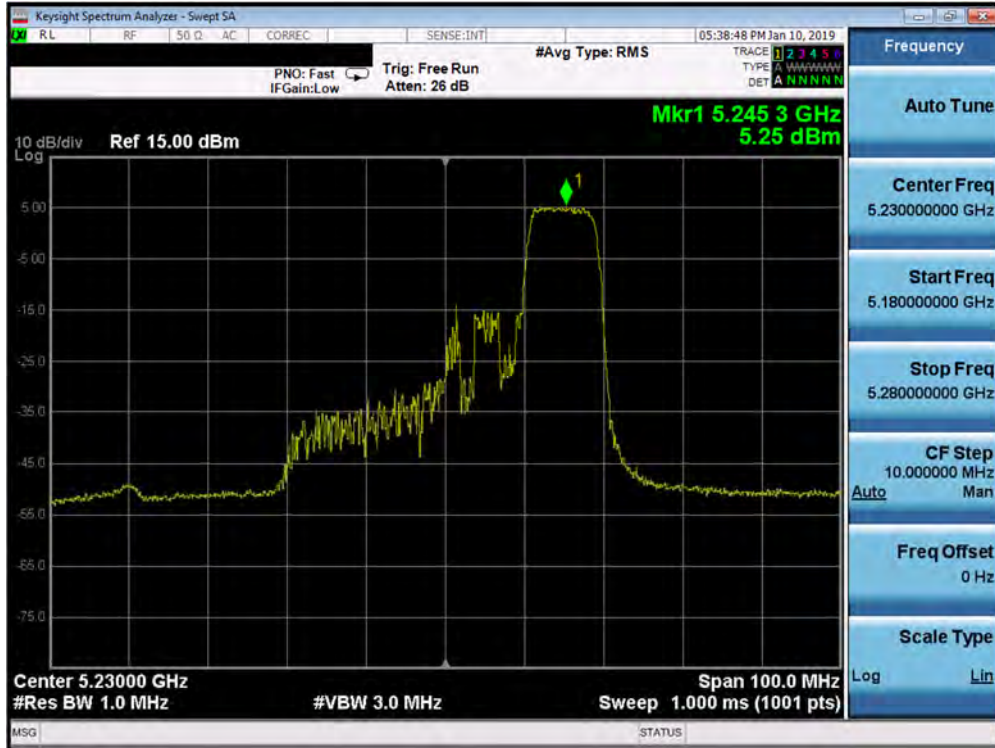 Keysight Spectrum Analyzer - Swept SA
LXI RL RF 50 Ω AC CORREC SENSE:INT 05:38:48 PM Jan 10, 2019
#Avg Type: RMS
TRACE 1 2 3 4 5 6
PNO: Fast Trig: Free Run
TYPE A WWWWW
IFGain:Low Atten: 26 dB
DET A N N N N N
Mkr1 5.245 3 GHz
5.25 dBm
10 dB/div Ref 15.00 dBm
Log
1
5.00
-5.00
-15.0
-25.0
-35.0
-45.0
-55.0
-65.0
-75.0
Center 5.23000 GHz Span 100.0 MHz
#Res BW 1.0 MHz #VBW 3.0 MHz Sweep 1.000 ms (1001 pts)
MSG STATUS
Frequency
Auto Tune
Center Freq
5.230000000 GHz
Start Freq
5.180000000 GHz
Stop Freq
5.280000000 GHz
CF Step
10.000000 MHz
Auto Man
Freq Offset
0 Hz
Scale Type
Log Lin